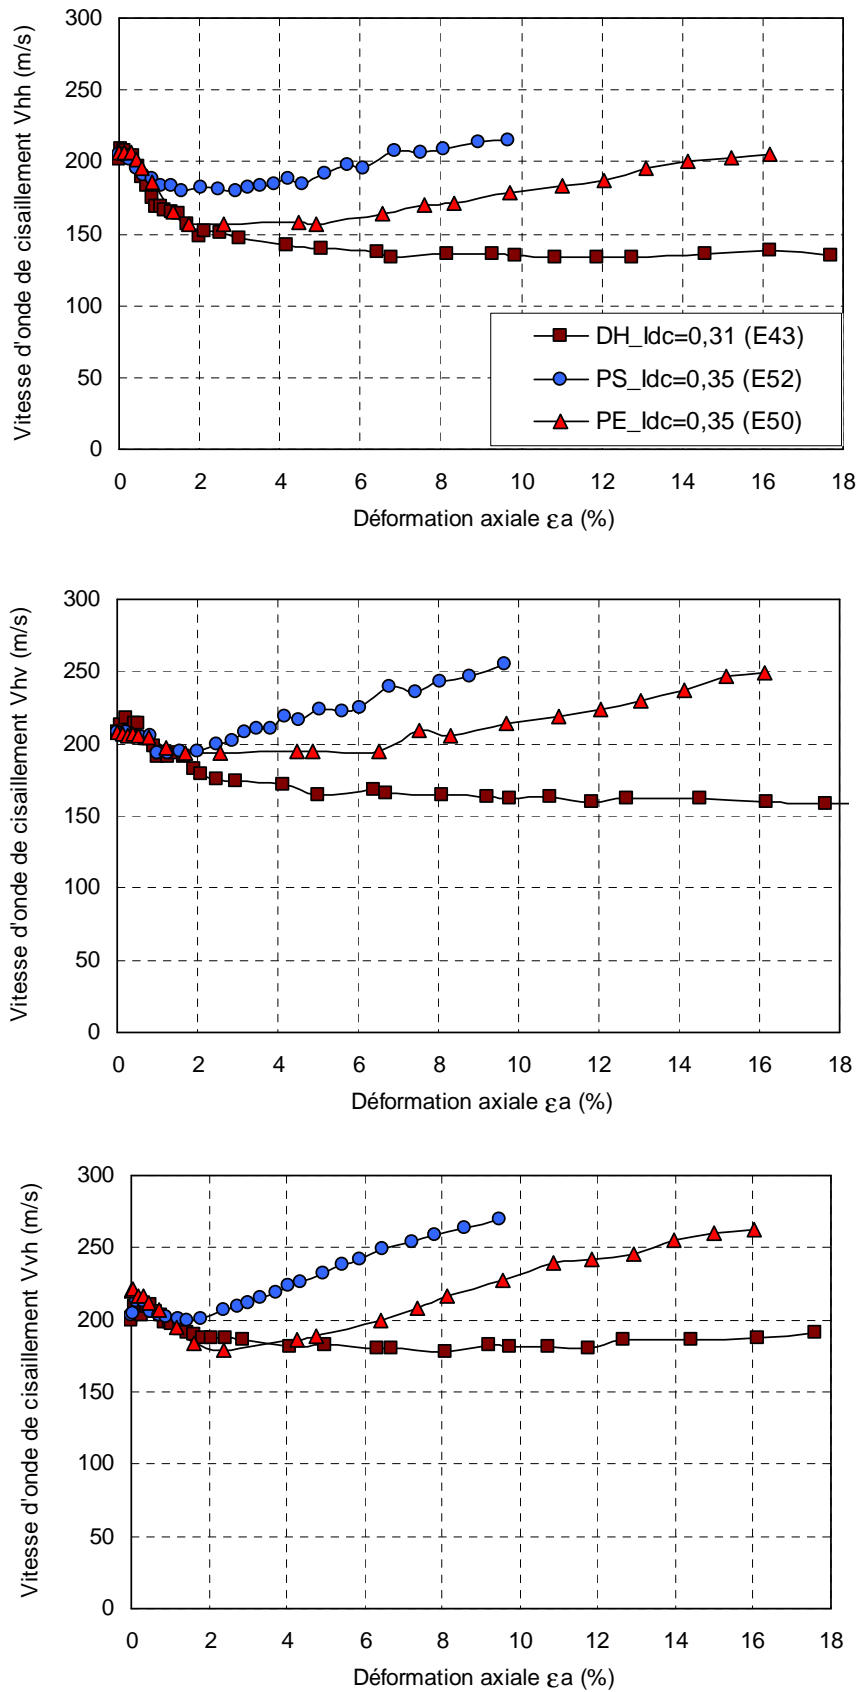 Vitesse d'onde de cisaillement Vhh (m/s)
300
250
200
150
100
50
0
DH_Idc=0,31 (E43)
PS_Idc=0,35 (E52)
PE_Idc=0,35 (E50)
0 2 4 6 8 10 12 14 16 18
Déformation axiale εa (%)
Vitesse d'onde de cisaillement Vhv (m/s)
300
250
200
150
100
50
0
0 2 4 6 8 10 12 14 16 18
Déformation axiale εa (%)
Vitesse d'onde de cisaillement Vvh (m/s)
300
250
200
150
100
50
0
0 2 4 6 8 10 12 14 16 18
Déformation axiale εa (%)